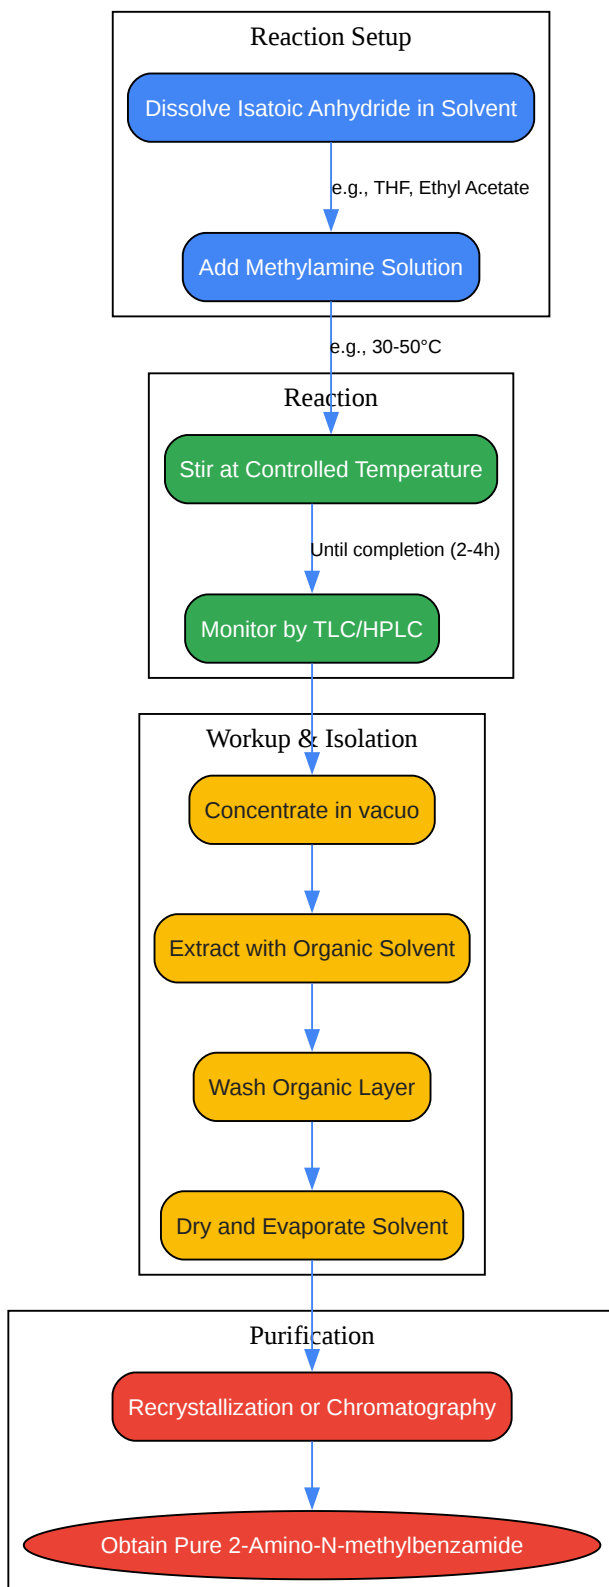 Reaction Setup
Dissolve Isatoic Anhydride in Solvent
e.g., THF, Ethyl Acetate
Add Methylamine Solution
e.g., 30-50°C
Reaction
Stir at Controlled Temperature
Until completion (2-4h)
Monitor by TLC/HPLC
Workup & Isolation
Concentrate in vacuo
Extract with Organic Solvent
Wash Organic Layer
Dry and Evaporate Solvent
Purification
Recrystallization or Chromatography
Obtain Pure 2-Amino-N-methylbenzamide